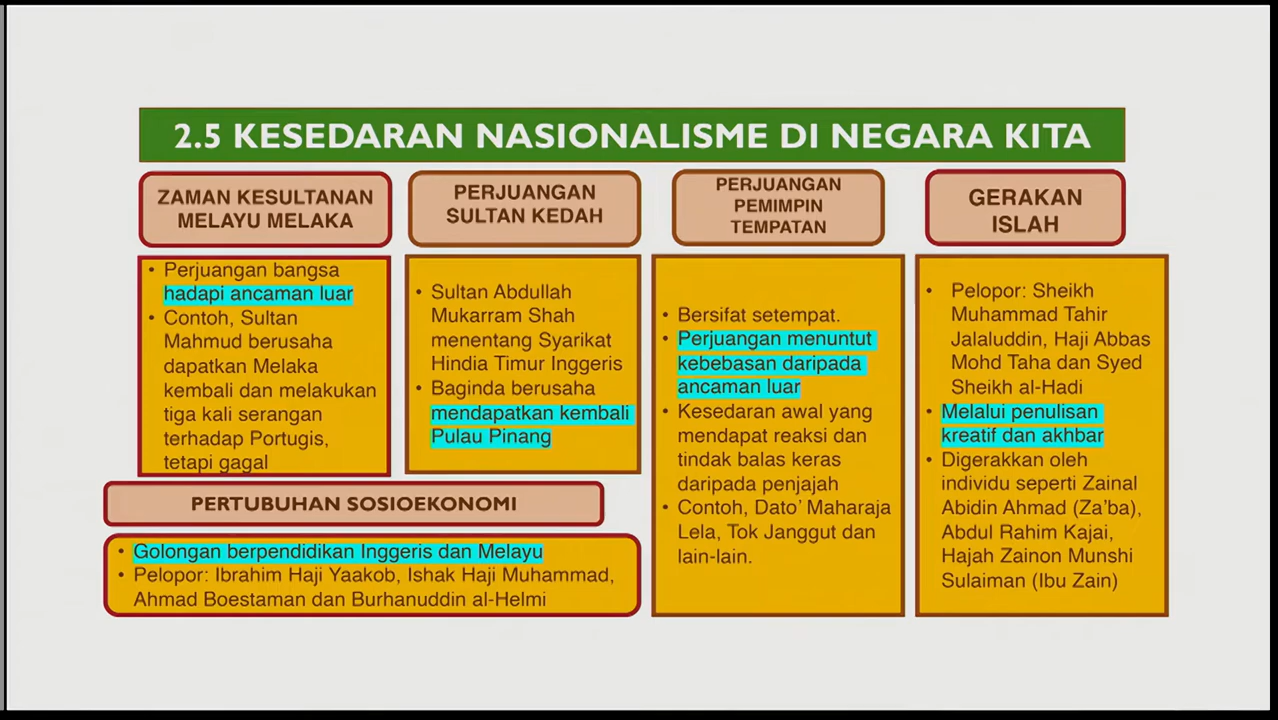 2.5 KESEDARAN NASIONALISME DI NEGARA KITA
ZAMAN KESULTANAN
MELAYU MELAKA
• Perjuangan bangsa
hadapi ancaman luar
• Contoh, Sultan
Mahmud berusaha
dapatkan Melaka
kembali dan melakukan
tiga kali serangan
terhadap Portugis,
tetapi gagal
PERJUANGAN
SULTAN KEDAH
• Sultan Abdullah
Mukarram Shah
menentang Syarikat
Hindia Timur Inggeris
• Baginda berusaha
mendapatkan kembali
Pulau Pinang
PERTUBUHAN SOSIOEKONOMI
• Golongan berpendidikan Inggeris dan Melayu
• Pelopor: Ibrahim Haji Yaakob, Ishak Haji Muhammad,
Ahmad Boestaman dan Burhanuddin al-Helmi
PERJUANGAN
PEMIMPIN
TEMPATAN
• Bersifat setempat.
• Perjuangan menuntut
kebebasan daripada
ancaman luar
• Kesedaran awal yang
mendapat reaksi dan
tindak balas keras
daripada penjajah
• Contoh, Dato' Maharaja
Lela, Tok Janggut dan
lain-lain.
GERAKAN
ISLAH
• Pelopor: Sheikh
Muhammad Tahir
Jalaluddin, Haji Abbas
Mohd Taha dan Syed
Sheikh al-Hadi
• Melalui penulisan
kreatif dan akhbar
• Digerakkan oleh
individu seperti Zainal
Abidin Ahmad (Za'ba),
Abdul Rahim Kajai,
Hajah Zainon Munshi
Sulaiman (Ibu Zain)